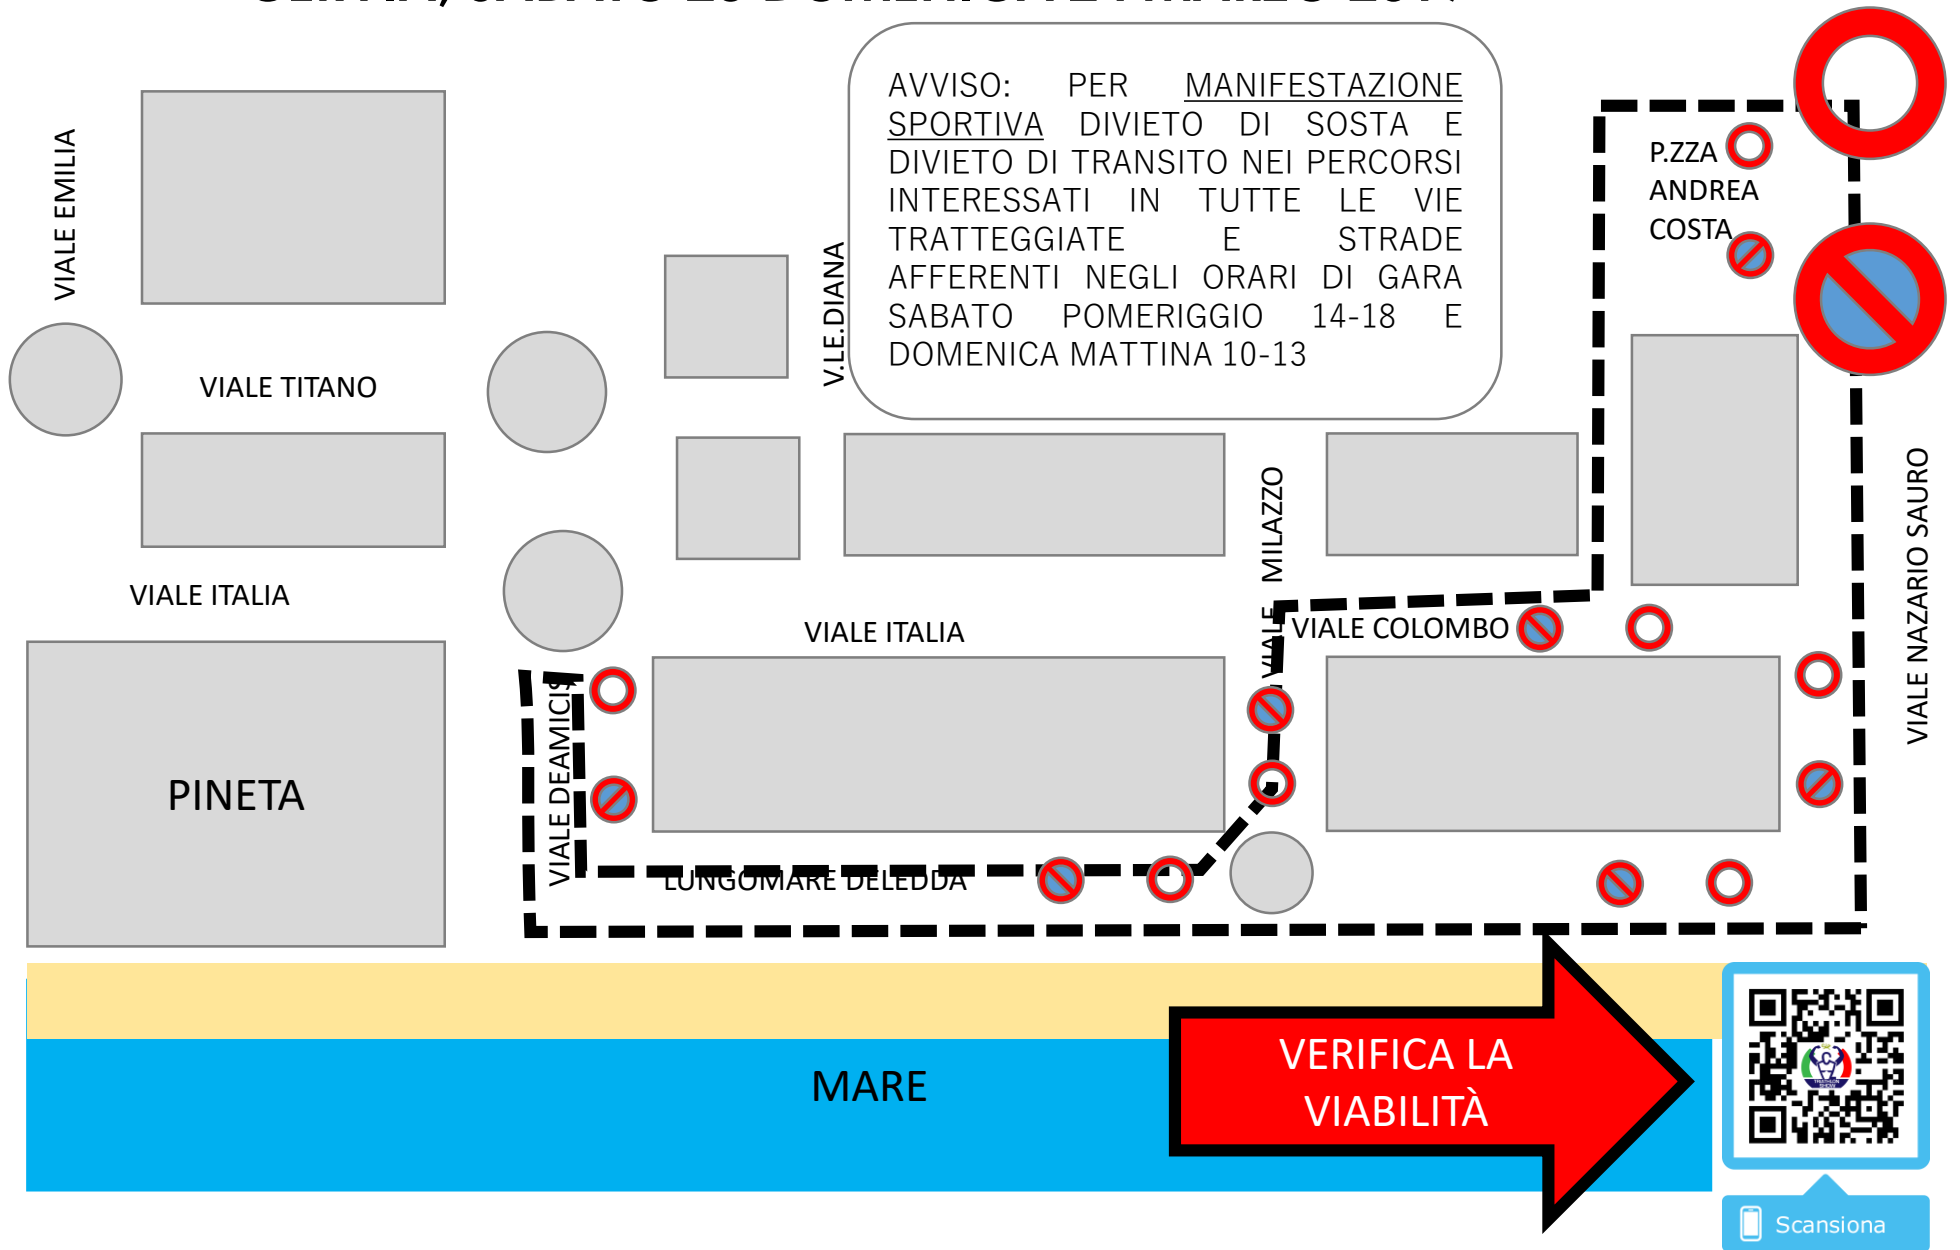 AVVISO: PER MANIFESTAZIONE
SPORTIVA DIVIETO DI SOSTA E
DIVIETO DI TRANSITO NEI PERCORSI
INTERESSATI IN TUTTE LE VIE
TRATTEGGIATE E STRADE
AFFERENTI NEGLI ORARI DI GARA
SABATO POMERIGGIO 14-18 E
DOMENICA MATTINA 10-13
P.ZZA
ANDREA
COSTA
VIALE EMILIA
V.LE.DIANA
VIALE TITANO
VIALE MILAZZO
VIALE NAZARIO SAURO
VIALE ITALIA
VIALE ITALIA
VIALE COLOMBO
VIALE DEAMICIS
PINETA
LUNGOMARE DELEDDA
MARE
VERIFICA LA
VIABILITÀ
Scansiona